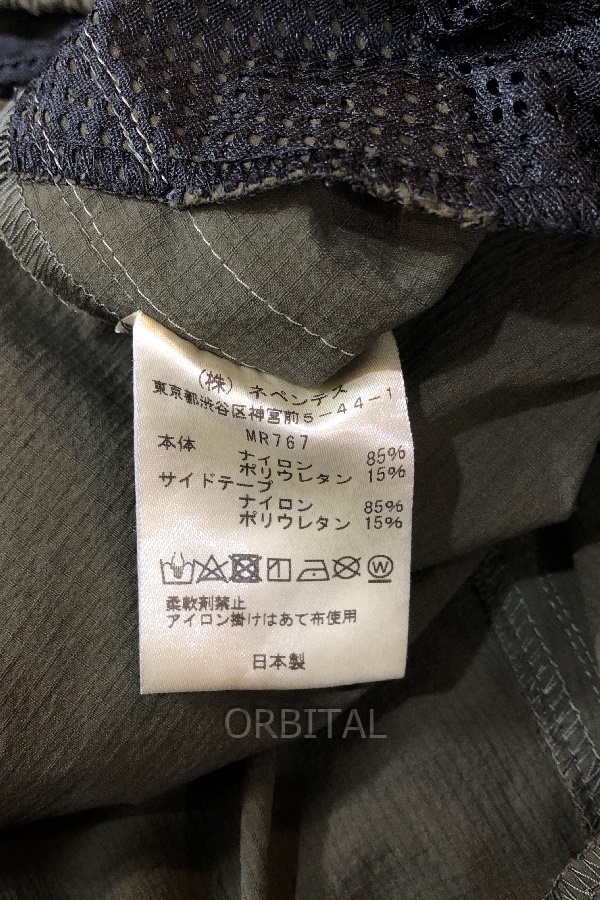 (株) ネペンテス
東京都渋谷区神宮前5-44-1
MR767
本体 ナイロン 85%
ポリウレタン 15%
サイドテープ
ナイロン 85%
ポリウレタン 15%
柔軟剤禁止
アイロン掛けはあて布使用
日本製
ORBITAL